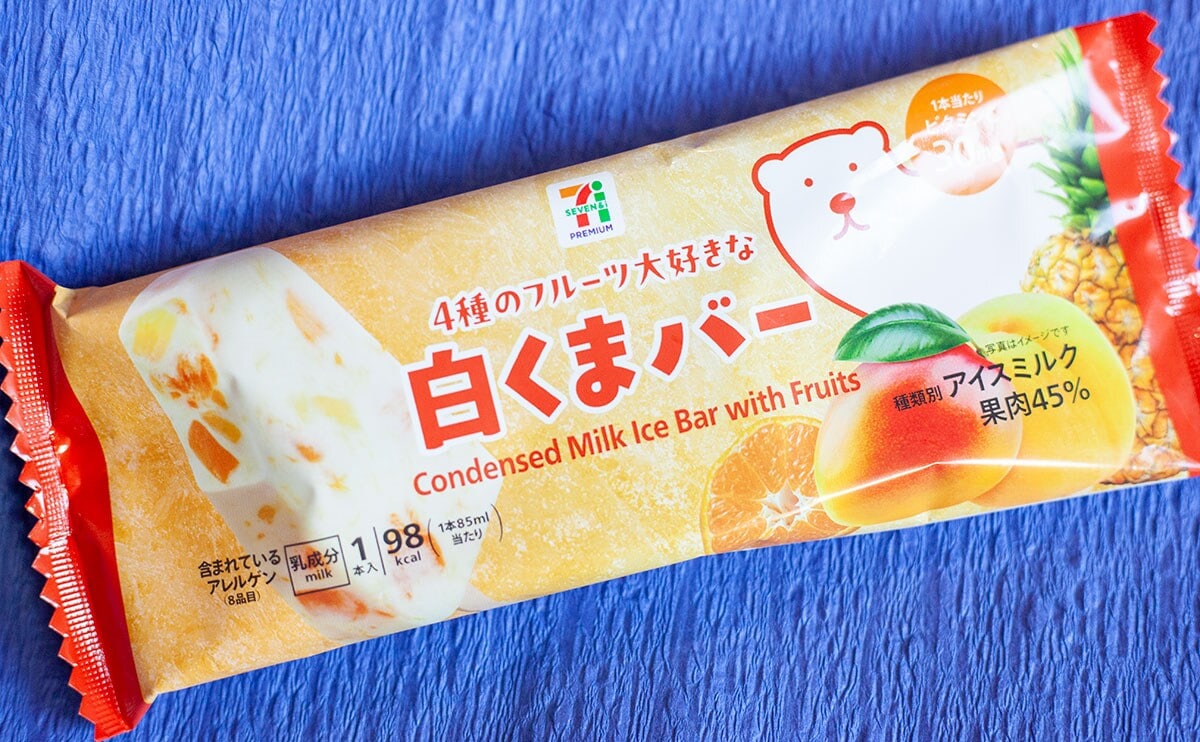 1本当たり
SEVEN&i
PREMIUM
4種のフルーツ大好きな
白くまバー
Condensed Milk Ice Bar with Fruits
写真はイメージです
種類別 アイスミルク
果肉45%
含まれている
アレルゲン
(8品目)
乳成分
milk
1
本入
98
kcal
(1本85ml
当たり)